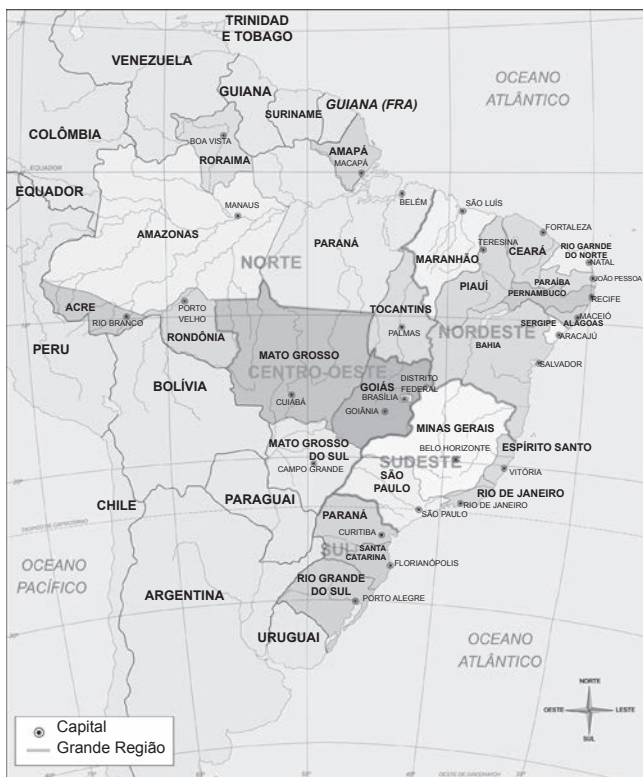 TRINIDAD
E TOBAGO
VENEZUELA
OCEANO
ATLÂNTICO
GUIANA
SURINAME
GUIANA (FRA)
COLÔMBIA
BOA VISTA
RORAIMA
AMAPÁ
MACAPÁ
EQUADOR
EQUADOR
MANAUS
BELÉM
SÃO LUÍS
AMAZONAS
NORTE
PARANÁ
MARANHÃO
TERESINA
CEARÁ
FORTALEZA
RIO GARNDE
DO NORTE
NATAL
PIAUÍ
PARAÍBA
JOÃO PESSOA
PERNAMBUCO
RECIFE
ACRE
RIO BRANCO
PORTO
VELHO
RONDÔNIA
TOCANTINS
PALMAS
NORDESTE
BAHIA
SERGIPE
ALAGOAS
MACEIÓ
ARACAJÚ
SALVADOR
PERU
BOLÍVIA
MATO GROSSO
CENTRO-OESTE
CUIABÁ
GOIÁS
DISTRITO
FEDERAL
BRASÍLIA
GOIÂNIA
MINAS GERAIS
BELO HORIZONTE
SUDESTE
ESPÍRITO SANTO
VITÓRIA
MATO GROSSO
DO SUL
CAMPO GRANDE
SÃO
PAULO
RIO DE JANEIRO
RIO DE JANEIRO
SÃO PAULO
CHILE
PARAGUAI
PARANÁ
CURITIBA
SUL
SANTA
CATARINA
FLORIANÓPOLIS
OCEANO
PACÍFICO
ARGENTINA
RIO GRANDE
DO SUL
PORTO ALEGRE
URUGUAI
OCEANO
ATLÂNTICO
NORTE
OESTE
LESTE
SUL
Capital
Grande Região